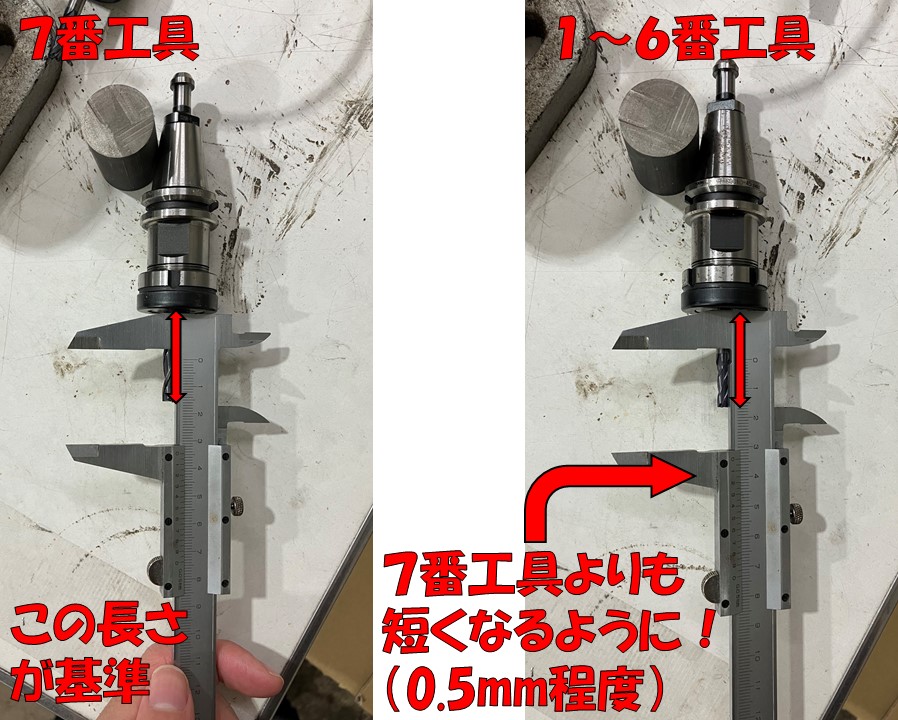 7番工具
この長さ
が基準
1～6番工具
7番工具よりも
短くなるように！
(0.5mm程度)